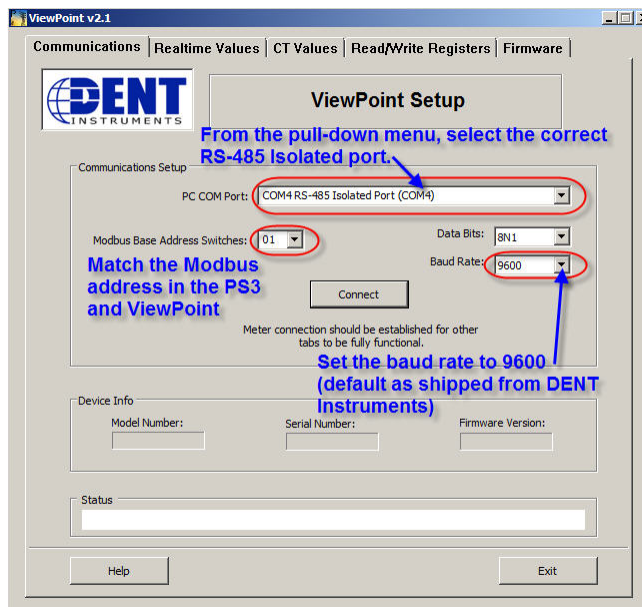 ViewPoint v2.1
Communications
Realtime Values
CT Values
Read/Write Registers
Firmware
DENT
INSTRUMENTS
ViewPoint Setup
From the pull-down menu, select the correct
RS-485 Isolated port.
Communications Setup
PC COM Port:
COM4 RS-485 Isolated Port (COM4)
Modbus Base Address Switches:
01
Data Bits:
8N1
Baud Rate:
9600
Match the Modbus
address in the PS3
and ViewPoint
Connect
Meter connection should be established for other
tabs to be fully functional.
Set the baud rate to 9600
(default as shipped from DENT
Instruments)
Device Info
Model Number:
Serial Number:
Firmware Version:
Status
Help
Exit